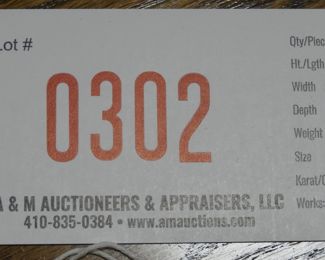 Lot #
0302
A & M AUCTIONEERS & APPRAISERS, LLC
410-835-0384 • www.amauctions.com
Qty/Piec
Ht./Lgth
Width
Depth
Weight
Size
Karat/C
Works: